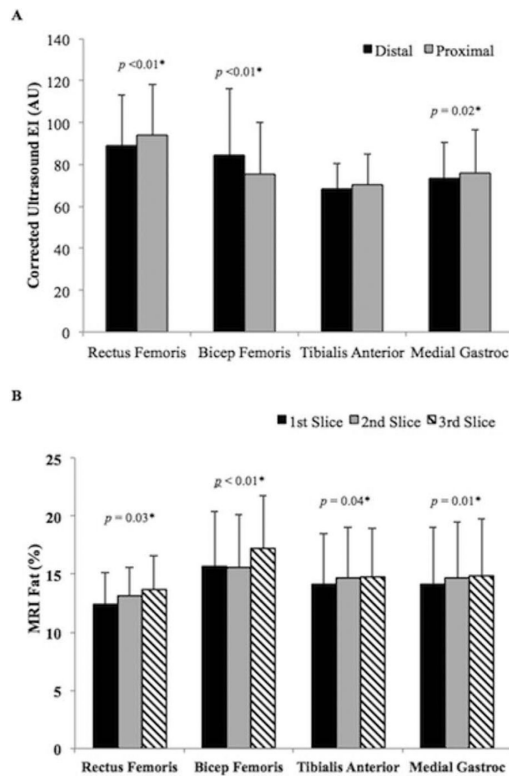 A
Distal Proximal
Corrected Ultrasound EI (AU)
140
120
100
80
60
40
20
0
p <0.01*
p <0.01*
p = 0.02*
Rectus Femoris Bicep Femoris Tibialis Anterior Medial Gastroc
B
1st Slice 2nd Slice 3rd Slice
MRI Fat (%)
25
20
15
10
5
0
p = 0.03*
p < 0.01*
p = 0.04*
p = 0.01*
Rectus Femoris Bicep Femoris Tibialis Anterior Medial Gastroc